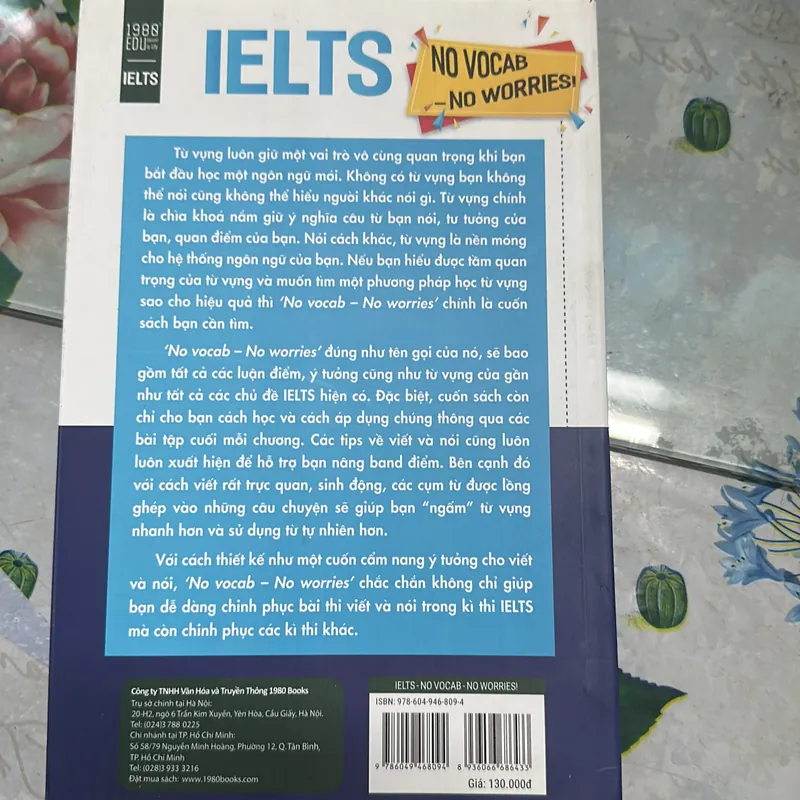 1980
EDU
IELTS
IELTS
NO VOCAB
– NO WORRIES!
Từ vựng luôn giữ một vai trò vô cùng quan trọng khi bạn
bắt đầu học một ngôn ngữ mới. Không có từ vựng bạn không
thể nói cũng không thể hiểu người khác nói gì. Từ vựng chính
là chìa khoá nắm giữ ý nghĩa câu từ bạn nói, tư tưởng của
bạn, quan điểm của bạn. Nói cách khác, từ vựng là nền móng
cho hệ thống ngôn ngữ của bạn. Nếu bạn hiểu được tầm quan
trọng của từ vựng và muốn tìm một phương pháp học từ vựng
sao cho hiệu quả thì ‘No vocab – No worries’ chính là cuốn
sách bạn cần tìm.
‘No vocab – No worries’ đúng như tên gọi của nó, sẽ bao
gồm tất cả các luận điểm, ý tưởng cũng như từ vựng của gần
như tất cả các chủ đề IELTS hiện có. Đặc biệt, cuốn sách còn
chỉ cho bạn cách học và cách áp dụng chúng thông qua các
bài tập cuối mỗi chương. Các tips về viết và nói cũng luôn
luôn xuất hiện để hỗ trợ bạn nâng band điểm. Bên cạnh đó
với cách viết rất trực quan, sinh động, các cụm từ được lồng
ghép vào những câu chuyện sẽ giúp bạn “ngấm” từ vựng
nhanh hơn và sử dụng từ tự nhiên hơn.
Với cách thiết kế như một cuốn cẩm nang ý tưởng cho viết
và nói, ‘No vocab – No worries’ chắc chắn không chỉ giúp
bạn dễ dàng chinh phục bài thi viết và nói trong kì thi IELTS
mà còn chinh phục các kì thi khác.
Công ty TNHH Văn Hóa và Truyền Thông 1980 Books
Trụ sở chính tại Hà Nội:
20-H2, ngõ 6 Trần Kim Xuyến, Yên Hòa, Cầu Giấy, Hà Nội.
Tel: (024)3 788 0225
Chi nhánh tại TP. Hồ Chí Minh:
Số 58/79 Nguyễn Minh Hoàng, Phường 12, Q.Tân Bình,
TP. Hồ Chí Minh
Tel: (028)3 933 3216
Đặt mua sách: www.1980books.com
IELTS - NO VOCAB - NO WORRIES!
ISBN: 978-604-946-809-4
9 786049 468094
8 936066 686433
Giá: 130.000đ